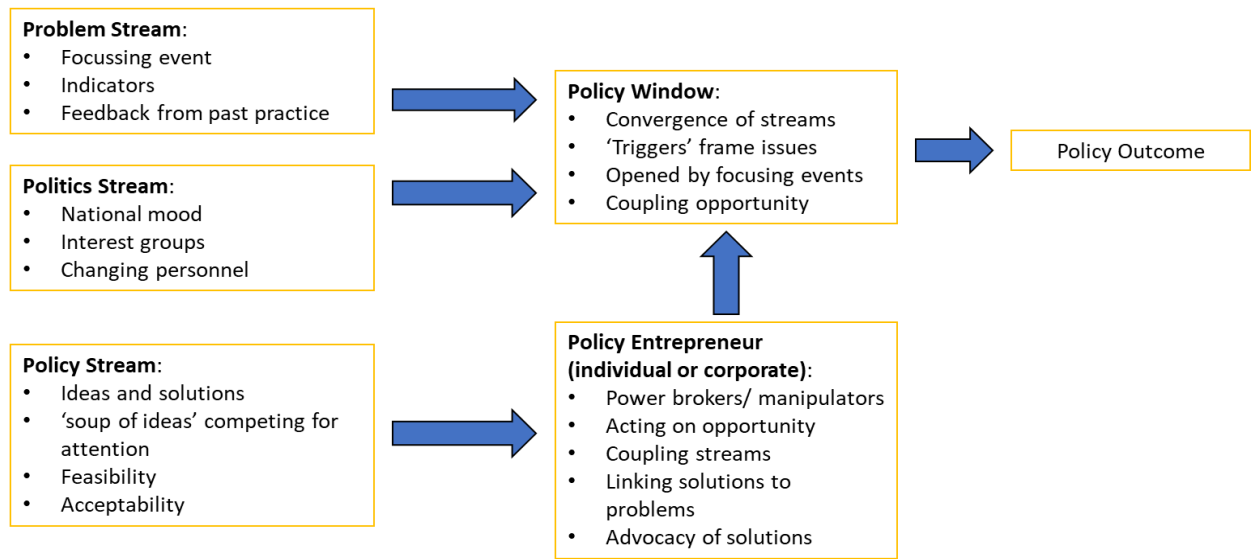 Problem Stream:
• Focussing event
• Indicators
• Feedback from past practice
Politics Stream:
• National mood
• Interest groups
• Changing personnel
Policy Stream:
• Ideas and solutions
• ‘soup of ideas’ competing for
attention
• Feasibility
• Acceptability
Policy Window:
• Convergence of streams
• ‘Triggers’ frame issues
• Opened by focusing events
• Coupling opportunity
Policy Entrepreneur
(individual or corporate):
• Power brokers/ manipulators
• Acting on opportunity
• Coupling streams
• Linking solutions to
problems
• Advocacy of solutions
Policy Outcome